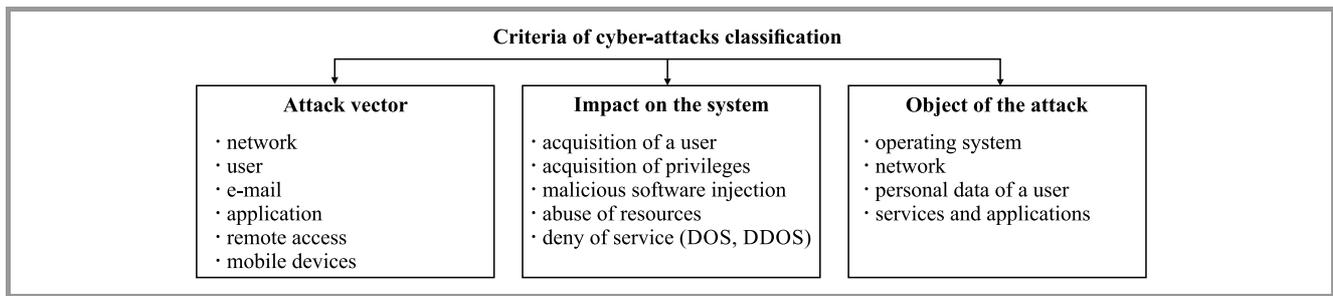 Criteria of cyber-attacks classification
Attack vector
· network
· user
· e-mail
· application
· remote access
· mobile devices
Impact on the system
· acquisition of a user
· acquisition of privileges
· malicious software injection
· abuse of resources
· deny of service (DOS, DDOS)
Object of the attack
· operating system
· network
· personal data of a user
· services and applications